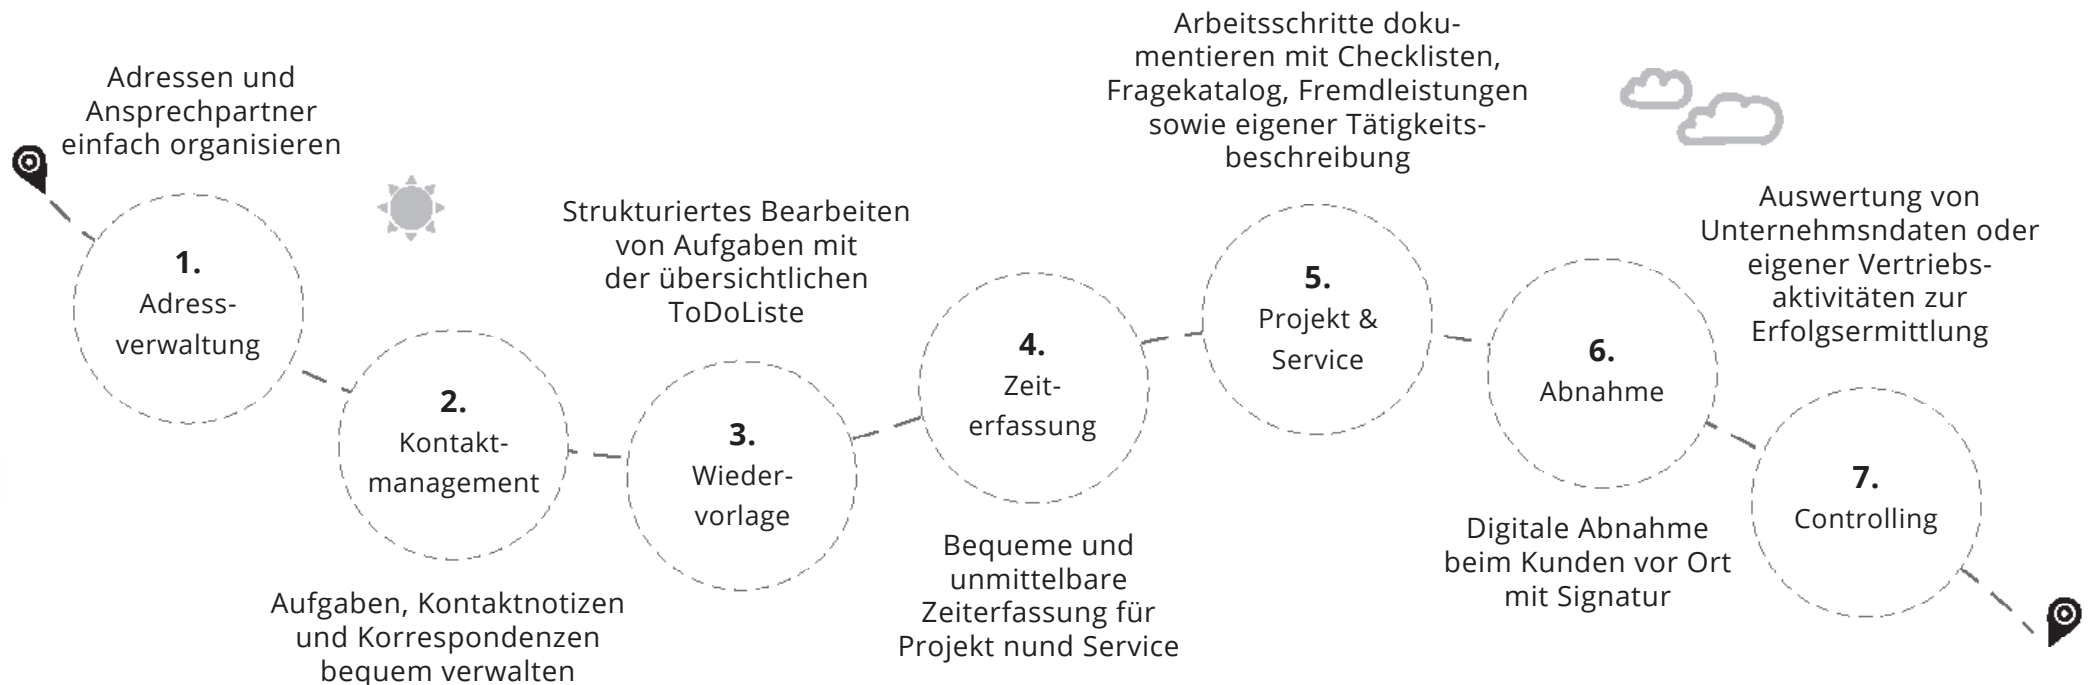 Adressen und
Ansprechpartner
einfach organisieren
1.
Adress-
verwaltung
2.
Kontakt-
management
Aufgaben, Kontaktnotizen
und Korrespondenzen
bequem verwalten
Strukturiertes Bearbeiten
von Aufgaben mit
der übersichtlichen
ToDoListe
3.
Wieder-
vorlage
4.
Zeit-
erfassung
Bequeme und
unmittelbare
Zeiterfassung für
Projekt nund Service
Arbeitsschritte doku-
mentieren mit Checklisten,
Fragekatalog, Fremdleistungen
sowie eigener Tätigkeits-
beschreibung
5.
Projekt &
Service
6.
Abnahme
Digitale Abnahme
beim Kunden vor Ort
mit Signatur
Auswertung von
Unternehmsndaten oder
eigener Vertriebs-
aktivitäten zur
Erfolgsermittlung
7.
Controlling